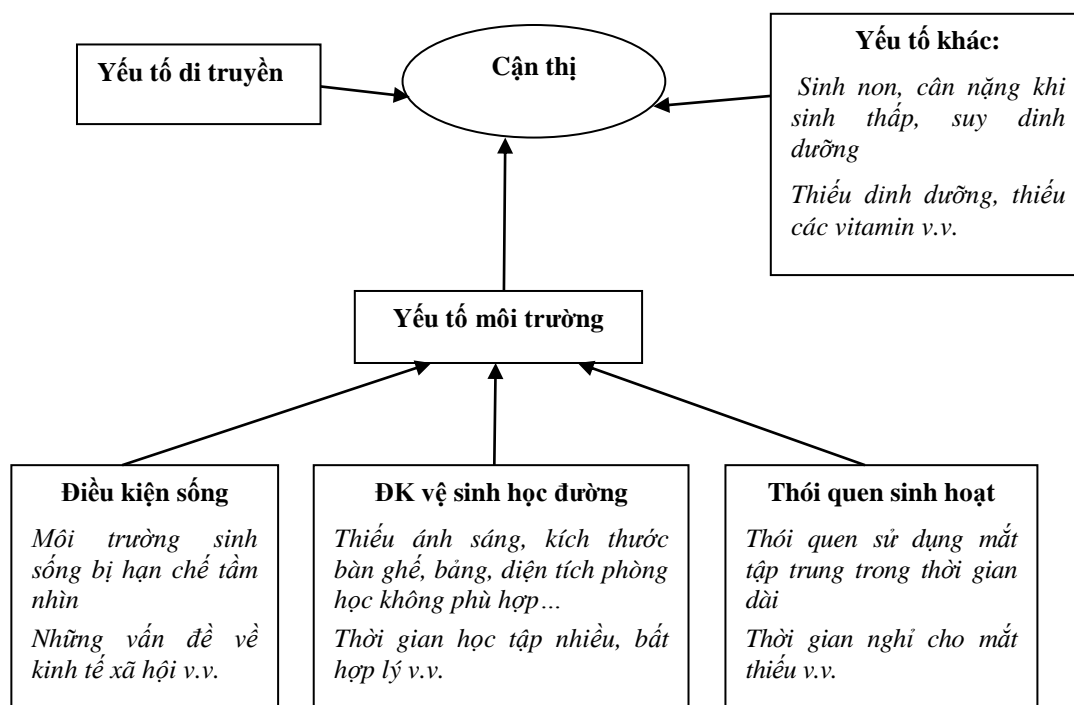 Yếu tố di truyền
Cận thị
Yếu tố khác:
Sinh non, cân nặng khi
sinh thấp, suy dinh
dưỡng
Thiếu dinh dưỡng, thiếu
các vitamin v.v.
Yếu tố môi trường
Điều kiện sống
Môi trường sinh
sống bị hạn chế tầm
nhìn
Những vấn đề về
kinh tế xã hội v.v.
ĐK vệ sinh học đường
Thiếu ánh sáng, kích thước
bàn ghế, bảng, diện tích phòng
học không phù hợp…
Thời gian học tập nhiều, bất
hợp lý v.v.
Thói quen sinh hoạt
Thói quen sử dụng mắt
tập trung trong thời gian
dài
Thời gian nghỉ cho mắt
thiếu v.v.